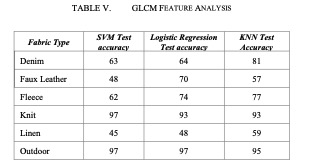 TABLE V. GLCM FEATURE ANALYSIS
Fabric Type SVM Test accuracy Logistic Regression Test accuracy KNN Test Accuracy
Denim 63 64 81
Faux Leather 48 70 57
Fleece 62 74 77
Knit 97 93 93
Linen 45 48 59
Outdoor 97 97 95